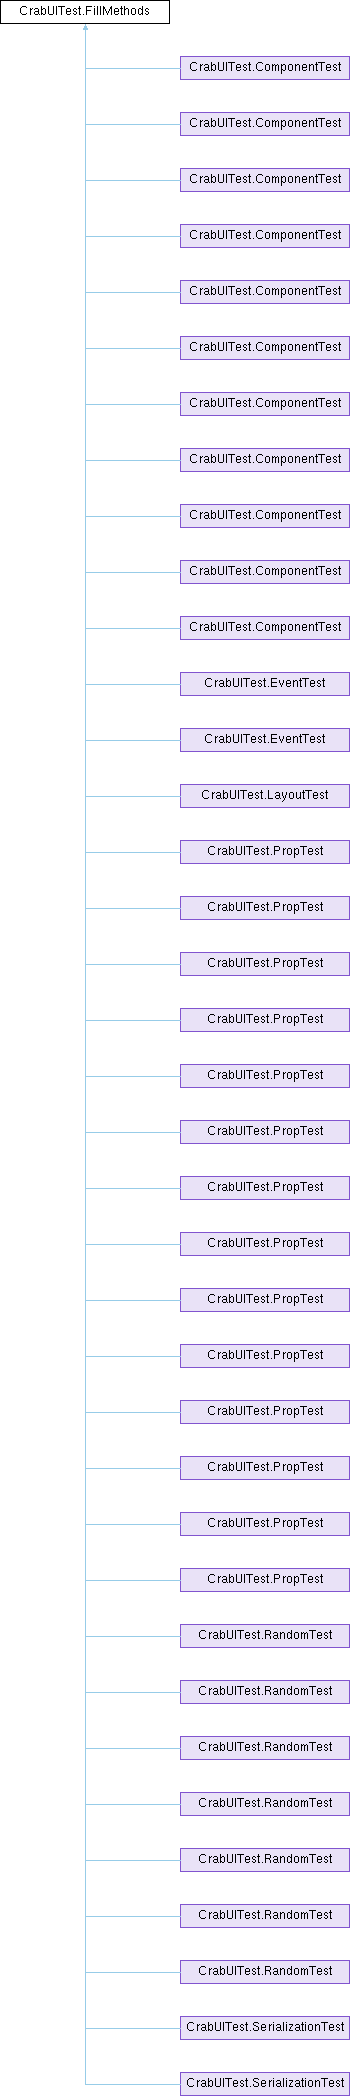 CrabUITest.FillMethods
CrabUITest.ComponentTest
CrabUITest.ComponentTest
CrabUITest.ComponentTest
CrabUITest.ComponentTest
CrabUITest.ComponentTest
CrabUITest.ComponentTest
CrabUITest.ComponentTest
CrabUITest.ComponentTest
CrabUITest.ComponentTest
CrabUITest.ComponentTest
CrabUITest.ComponentTest
CrabUITest.EventTest
CrabUITest.EventTest
CrabUITest.LayoutTest
CrabUITest.PropTest
CrabUITest.PropTest
CrabUITest.PropTest
CrabUITest.PropTest
CrabUITest.PropTest
CrabUITest.PropTest
CrabUITest.PropTest
CrabUITest.PropTest
CrabUITest.PropTest
CrabUITest.PropTest
CrabUITest.PropTest
CrabUITest.PropTest
CrabUITest.PropTest
CrabUITest.PropTest
CrabUITest.RandomTest
CrabUITest.RandomTest
CrabUITest.RandomTest
CrabUITest.RandomTest
CrabUITest.RandomTest
CrabUITest.RandomTest
CrabUITest.RandomTest
CrabUITest.SerializationTest
CrabUITest.SerializationTest